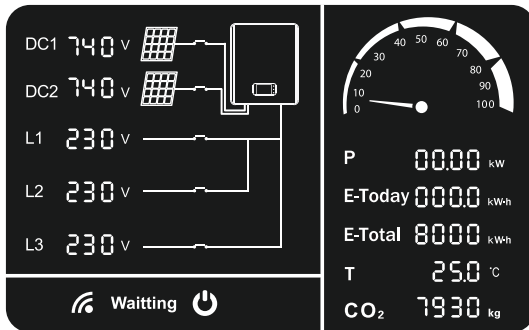 DC1 740 V
DC2 740 V
L1 230 V
L2 230 V
L3 230 V
Waitting
0 10 20 30 40 50 60 70 80 90 100
P 00.00 kW
E-Today 000.0 kW·h
E-Total 8000 kW·h
T 25.0 °C
CO₂ 7930 kg